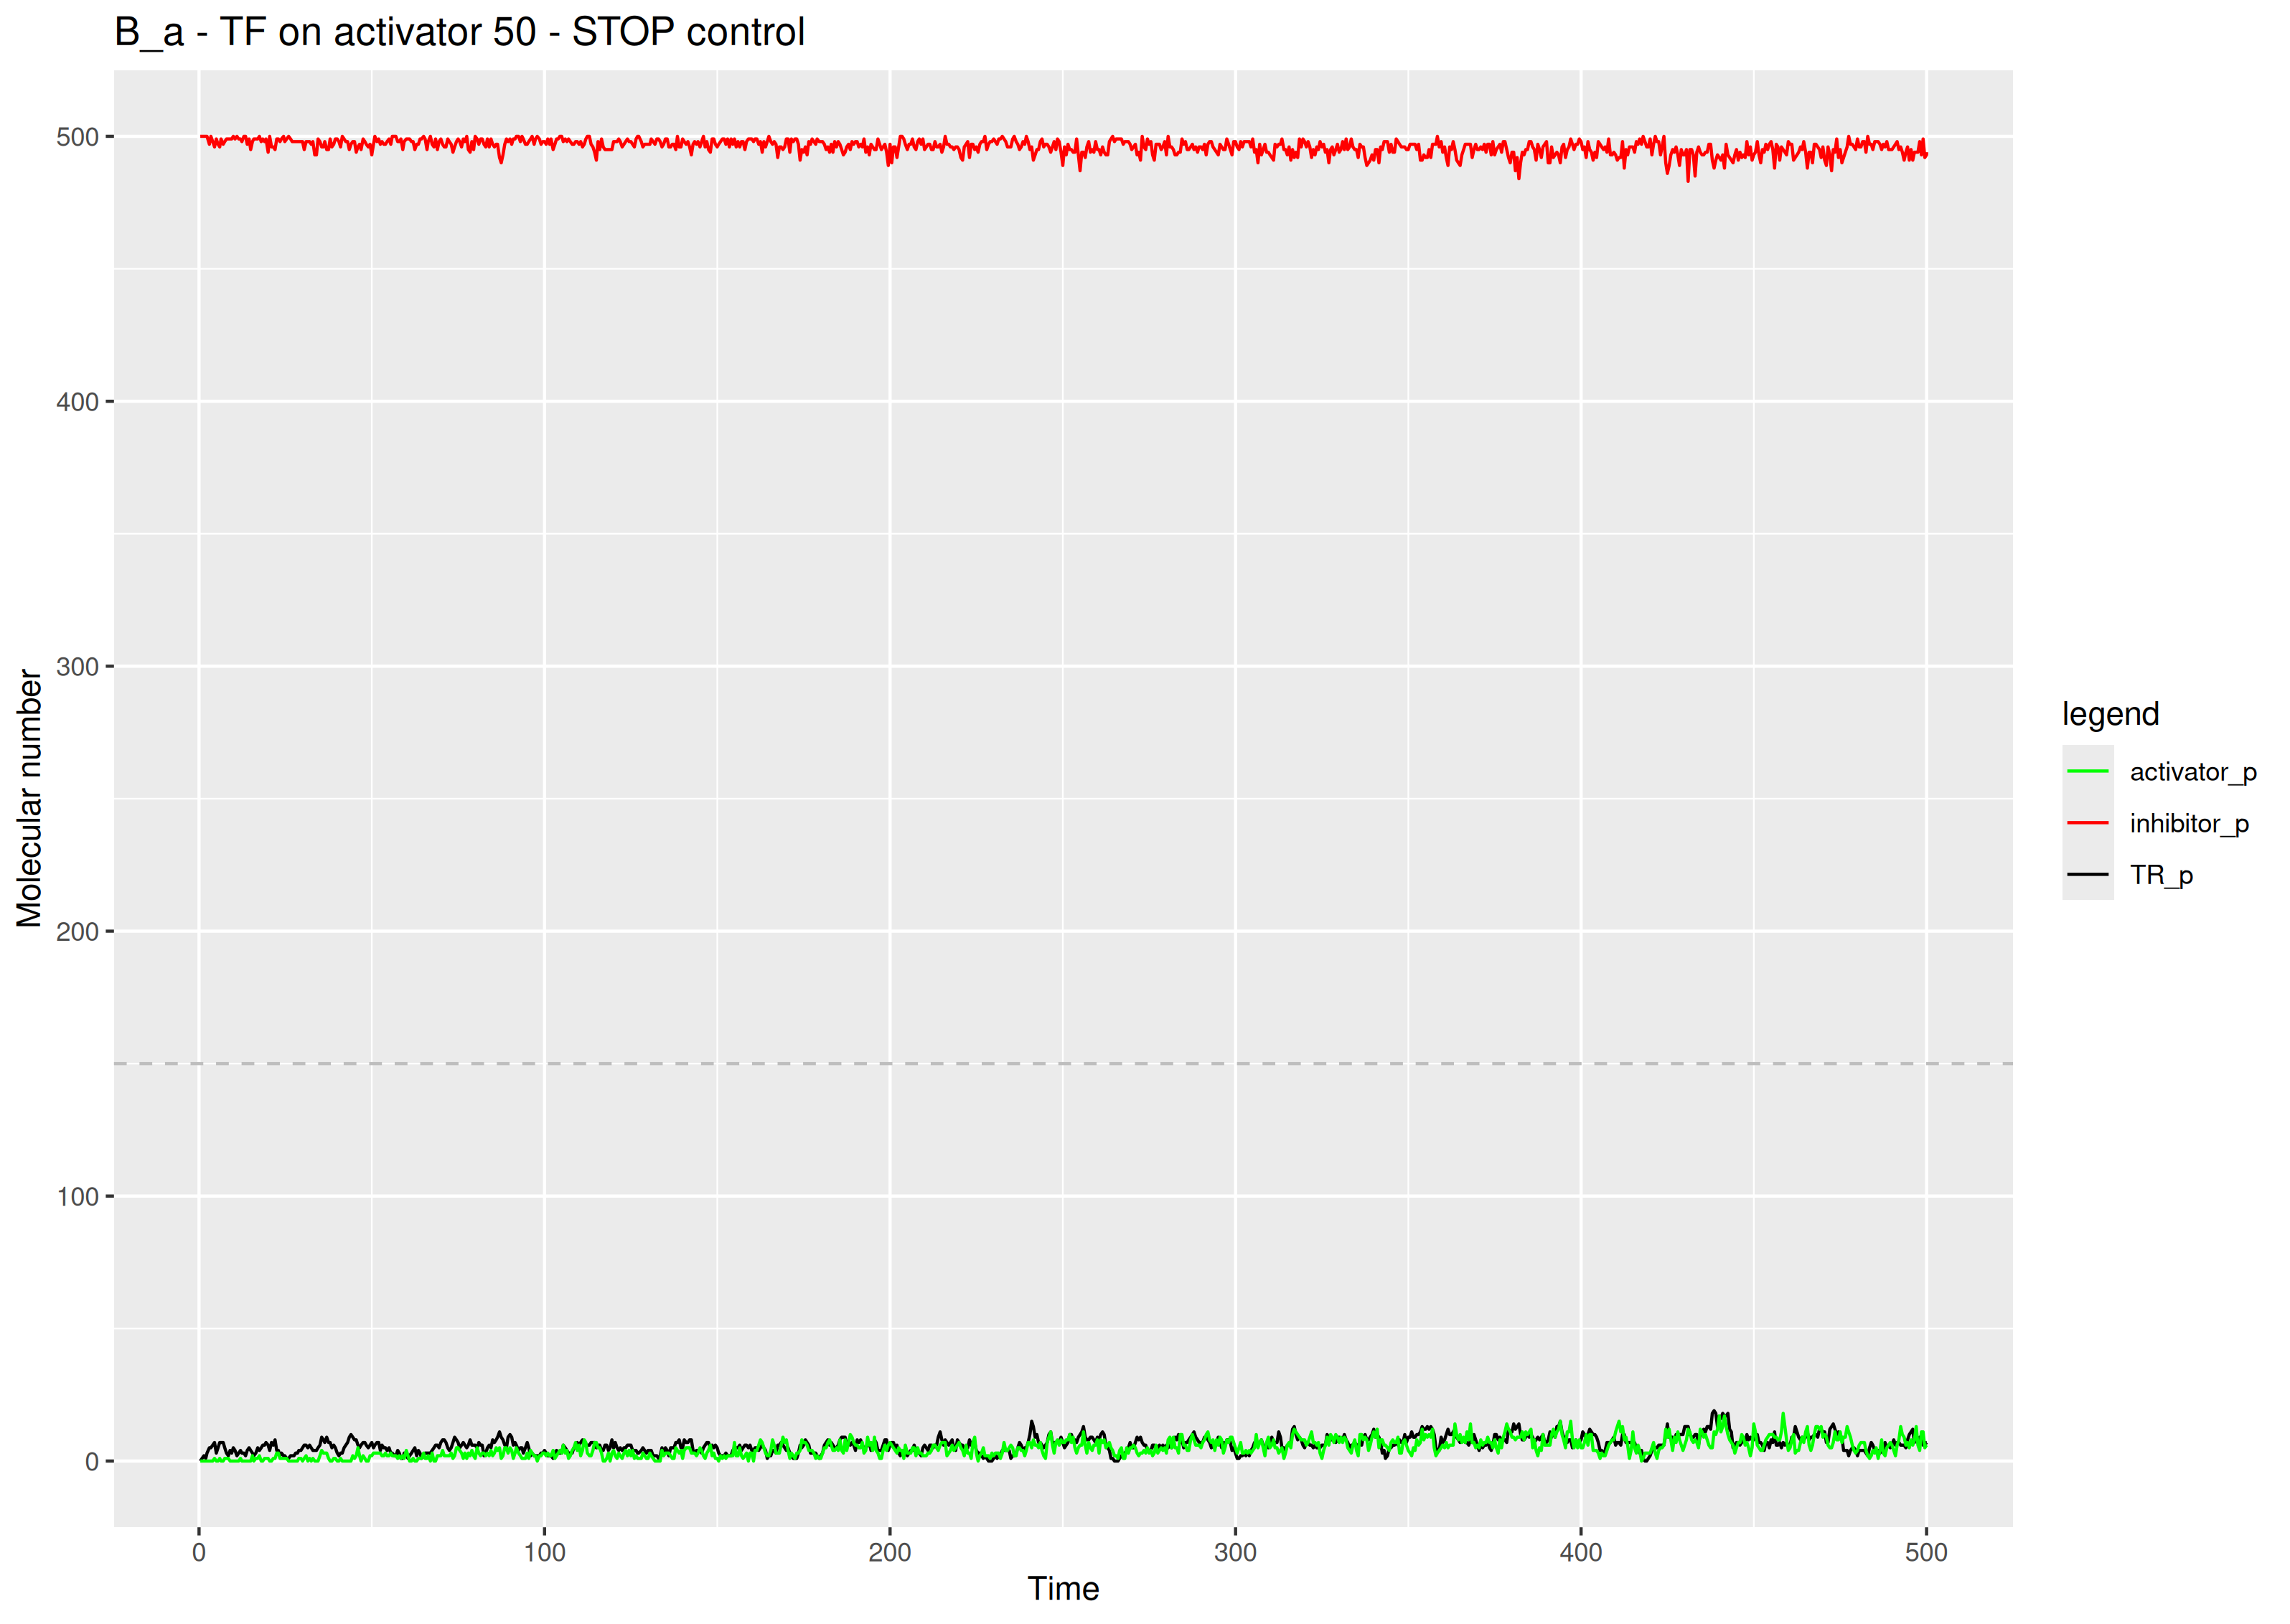 B_a - TF on activator 50 - STOP control
500
400
300
200
100
0
Molecular number
0 100 200 300 400 500
Time
legend
activator_p
inhibitor_p
TR_p